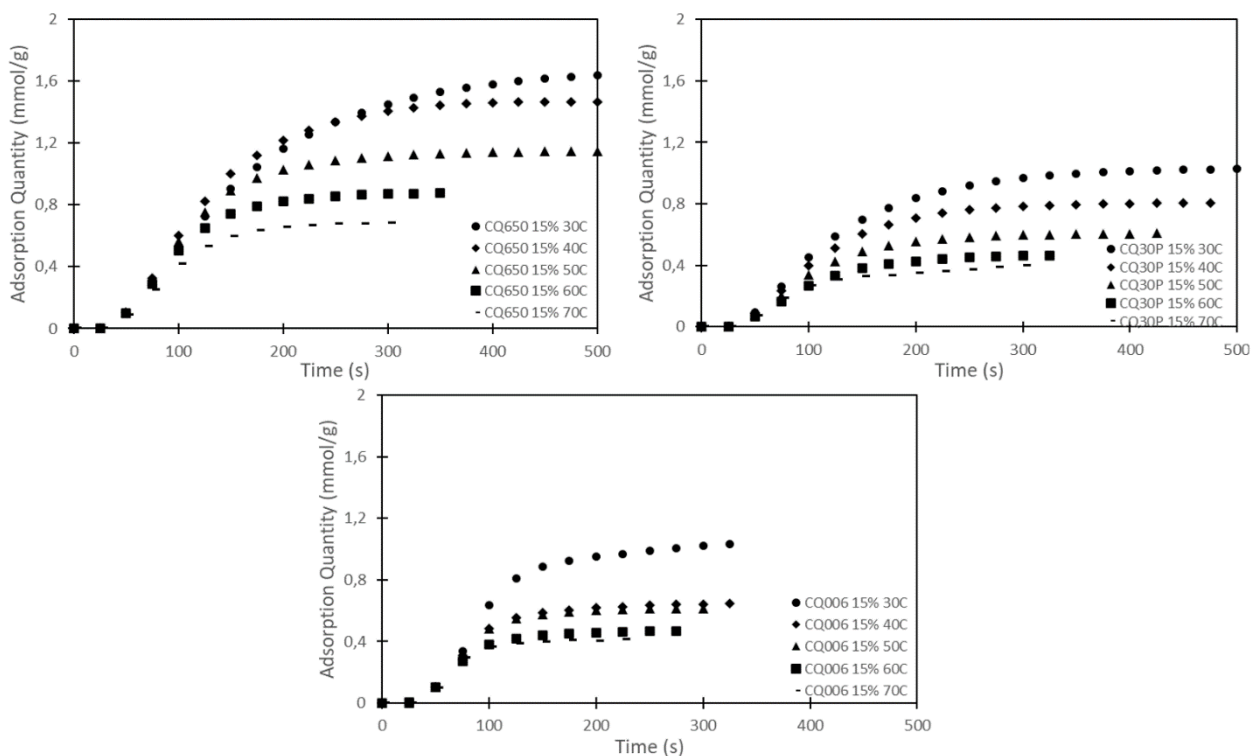 Adsorption Quantity (mmol/g)
2
1,6
1,2
0,8
0,4
0
0 100 200 300 400 500
Time (s)
CQ650 15% 30C
CQ650 15% 40C
CQ650 15% 50C
CQ650 15% 60C
CQ650 15% 70C
Adsorption Quantity (mmol/g)
2
1,6
1,2
0,8
0,4
0
0 100 200 300 400 500
Time (s)
CQ30P 15% 30C
CQ30P 15% 40C
CQ30P 15% 50C
CQ30P 15% 60C
CQ30P 15% 70C
Adsorption Quantity (mmol/g)
2
1,6
1,2
0,8
0,4
0
0 100 200 300 400 500
Time (s)
CQ006 15% 30C
CQ006 15% 40C
CQ006 15% 50C
CQ006 15% 60C
CQ006 15% 70C